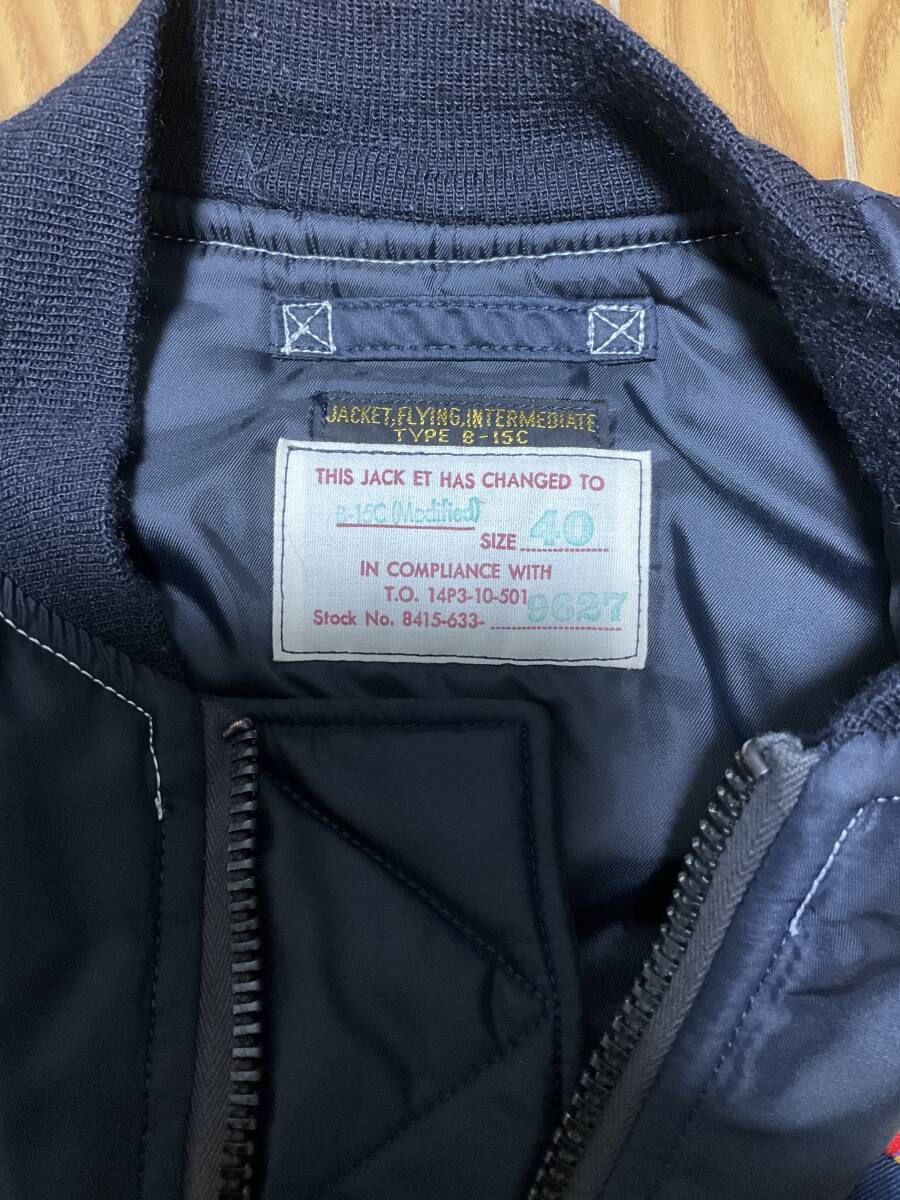 JACKET,FLYING,INTERMEDIATE
TYPE B-15C
THIS JACK ET HAS CHANGED TO
B-15C (Modified)
SIZE 40
IN COMPLIANCE WITH
T.O. 14P3-10-501
Stock No. 8415-633- 9627